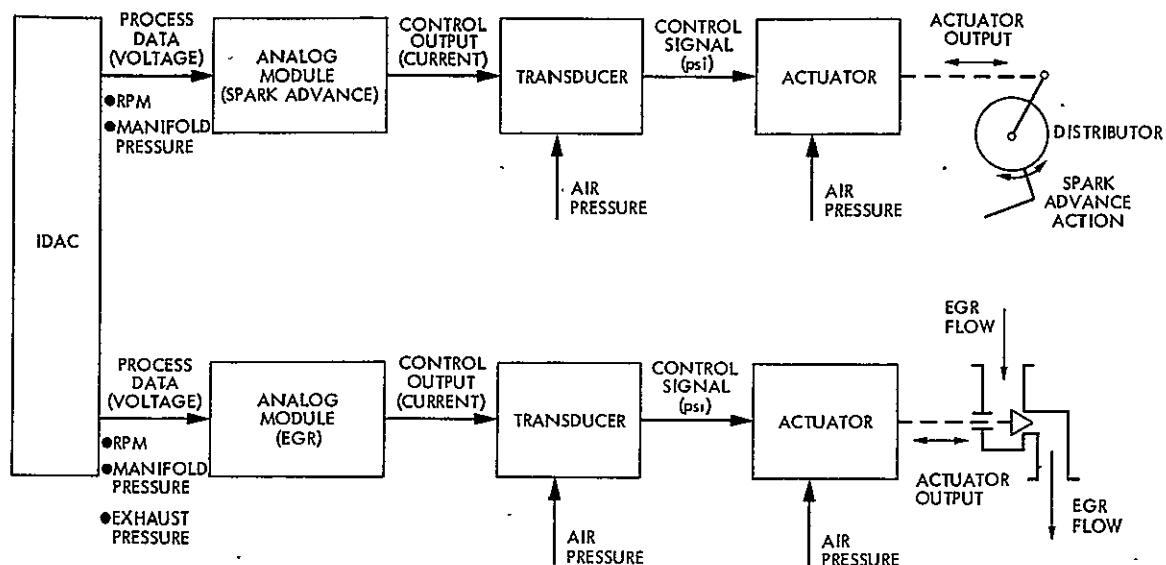 IDAC
PROCESS
DATA
(VOLTAGE)
●RPM
●MANIFOLD
PRESSURE
ANALOG
MODULE
(SPARK ADVANCE)
CONTROL
OUTPUT
(CURRENT)
TRANSDUCER
AIR
PRESSURE
CONTROL
SIGNAL
(psi)
ACTUATOR
AIR
PRESSURE
ACTUATOR
OUTPUT
DISTRIBUTOR
SPARK
ADVANCE
ACTION
PROCESS
DATA
(VOLTAGE)
●RPM
●MANIFOLD
PRESSURE
●EXHAUST
PRESSURE
ANALOG
MODULE
(EGR)
CONTROL
OUTPUT
(CURRENT)
TRANSDUCER
AIR
PRESSURE
CONTROL
SIGNAL
(psi)
ACTUATOR
AIR
PRESSURE
ACTUATOR
OUTPUT
EGR
FLOW
EGR
FLOW